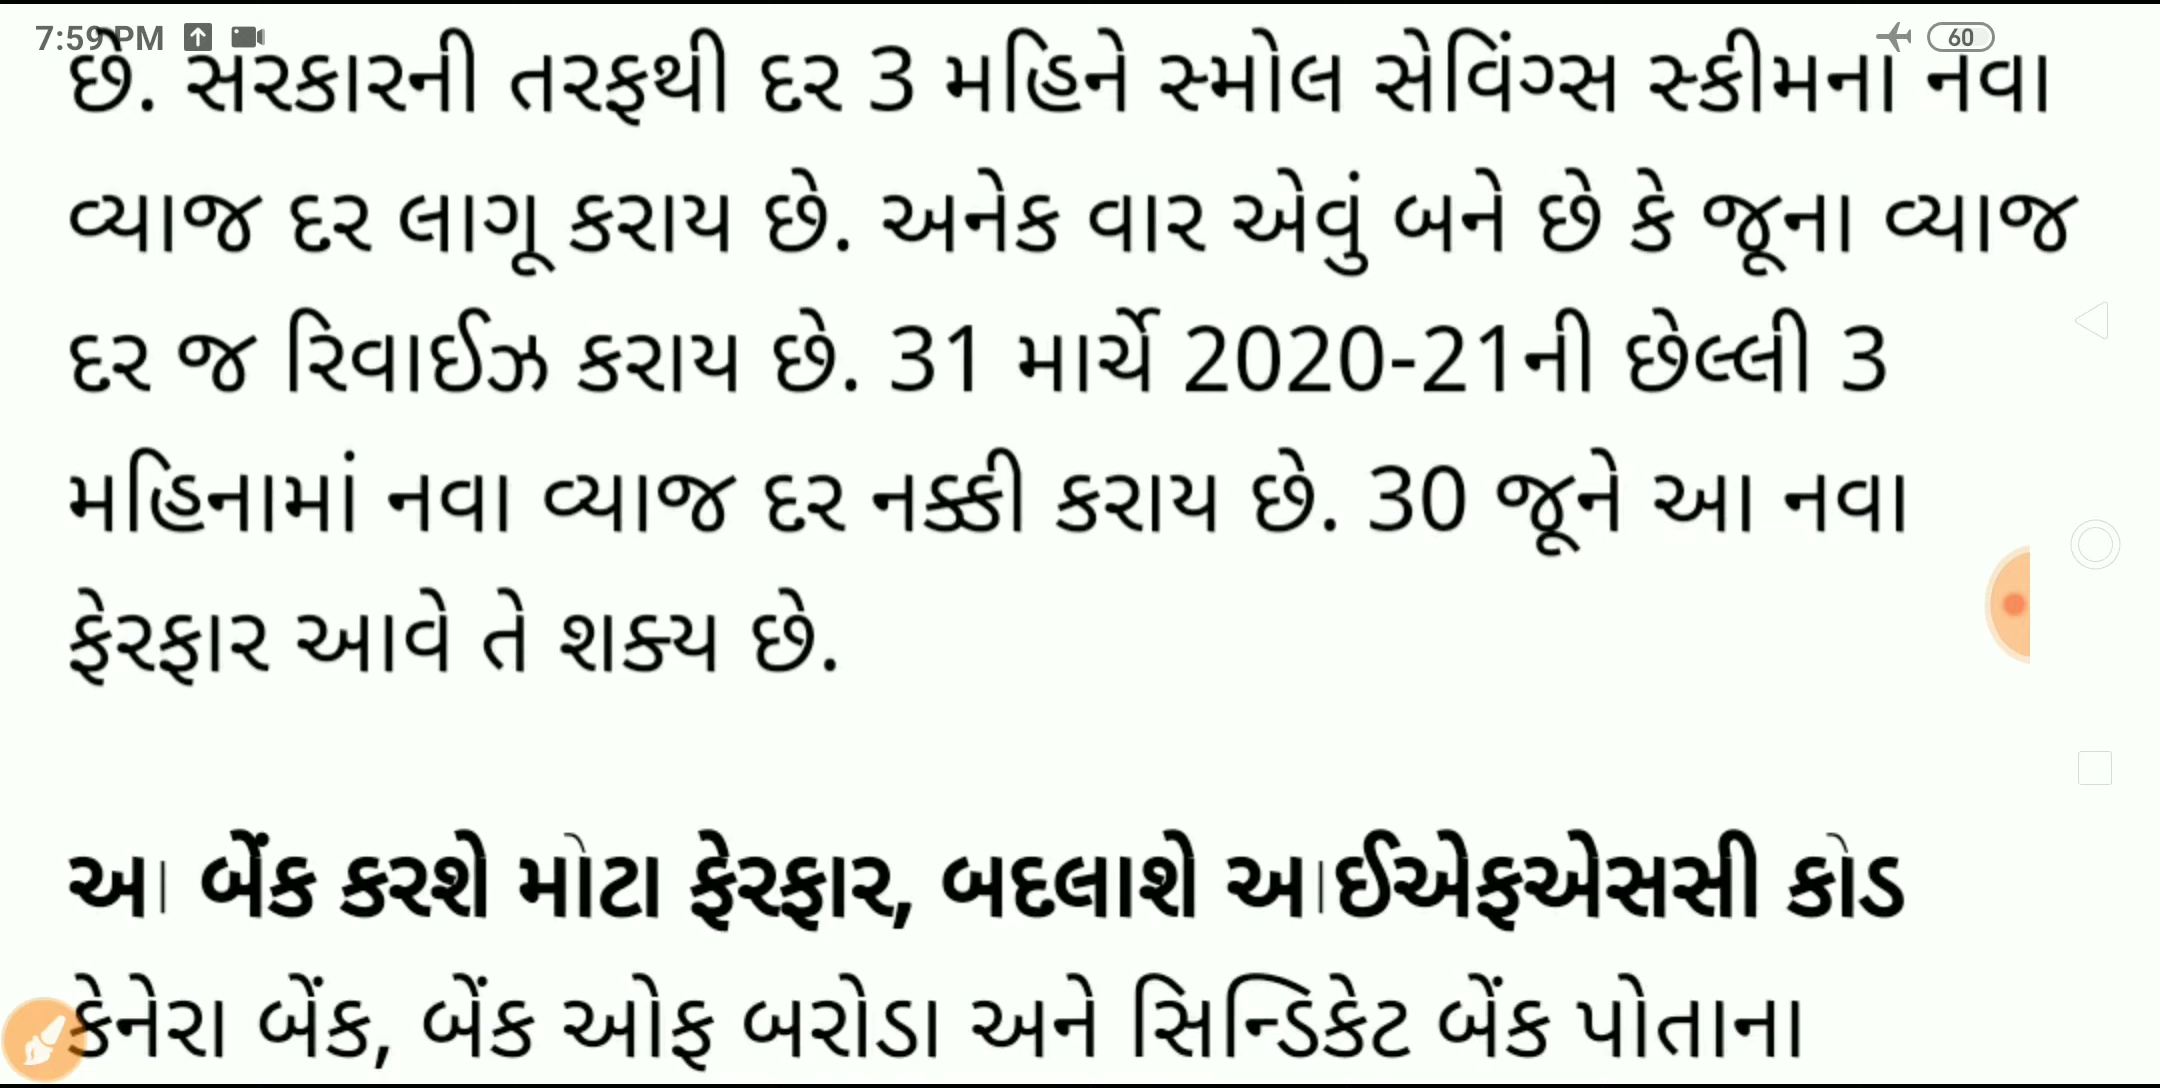 7:59 PM
60
છે. સરકારની તરફથી દર 3 મહિને સ્મોલ સેવિંગ્સ સ્કીમના નવા
વ્યાજ દર લાગૂ કરાય છે. અનેક વાર એવું બને છે કે જૂના વ્યાજ
દર જ રિવાઈઝ કરાય છે. 31 માર્ચે 2020-21ની છેલ્લી 3
મહિનામાં નવા વ્યાજ દર નક્કી કરાય છે. 30 જૂને આ નવા
ફેરફાર આવે તે શક્ય છે.
આ બેંક કરશે મોટા ફેરફાર, બદલાશે આઈએફએસસી કોડ
કેનેરા બેંક, બેંક ઓફ બરોડા અને સિન્ડિકેટ બેંક પોતાના